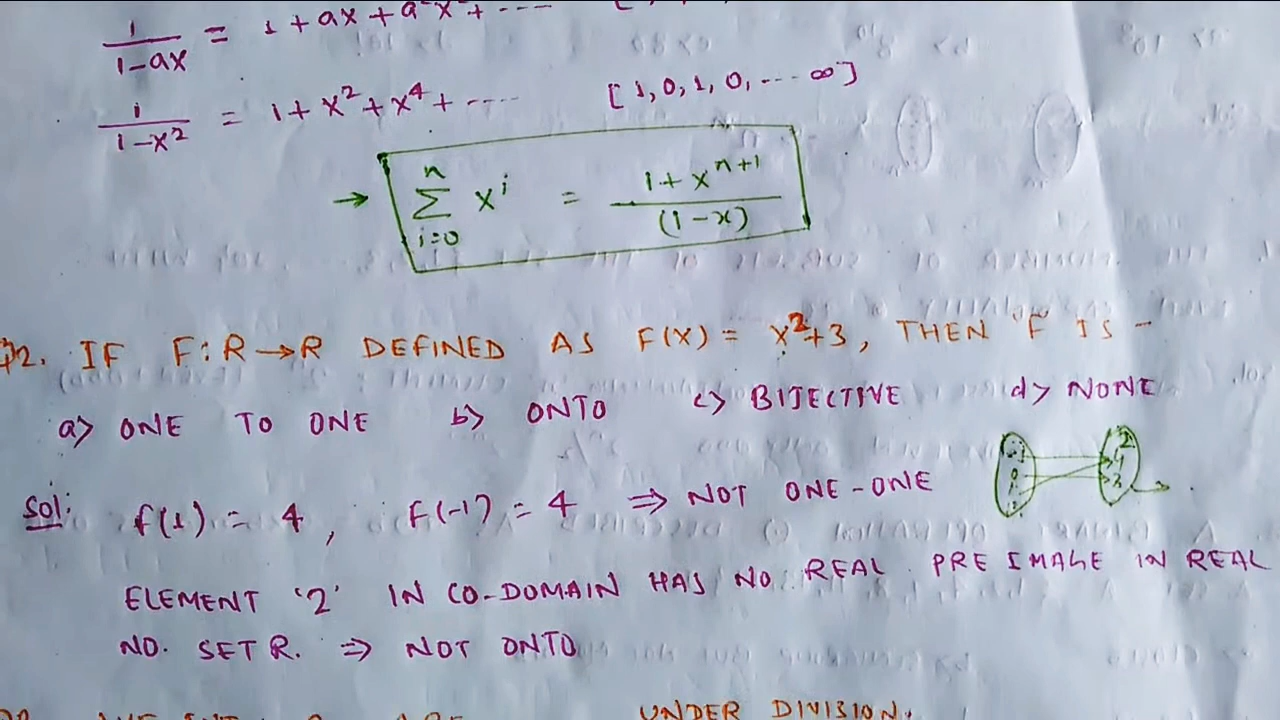 1/(1-ax) = 1 + ax + a²x² + ....
1/(1-x²) = 1 + x² + x⁴ + .... [1, 0, 1, 0, .... ∞]
→ n∑i=0 xⁱ = (1 + xⁿ⁺¹)/(1-x)
2. IF F: R → R DEFINED AS F(X) = X²+3, THEN 'F' IS -
a> ONE TO ONE b> ONTO c> BIJECTIVE d> NONE
Sol: f(1) = 4, f(-1) = 4 ⇒ NOT ONE-ONE
ELEMENT '2' IN CO-DOMAIN HAS NO REAL PRE IMAGE IN REAL
NO. SET R. ⇒ NOT ONTO
UNDER DIVISION.